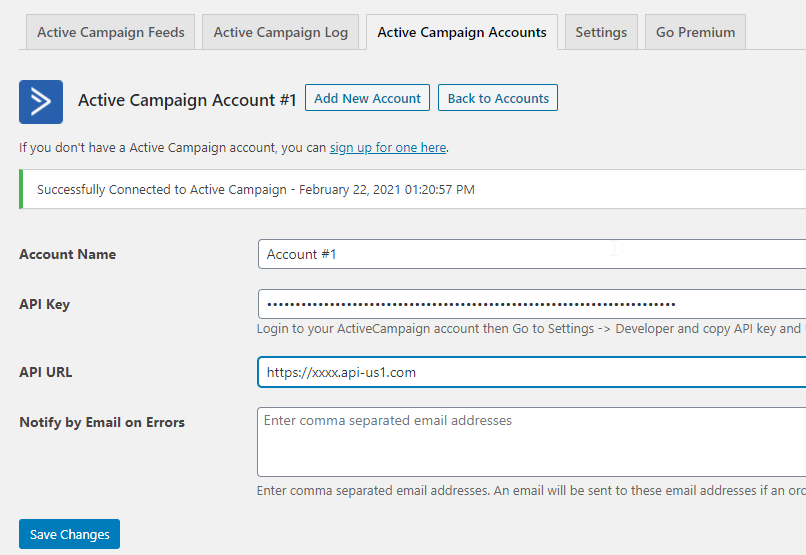 Active Campaign Feeds
Active Campaign Log
Active Campaign Accounts
Settings
Go Premium
Active Campaign Account #1
Add New Account
Back to Accounts
If you don't have a Active Campaign account, you can sign up for one here.
Successfully Connected to Active Campaign - February 22, 2021 01:20:57 PM
Account Name
Account #1
API Key
Login to your ActiveCampaign account then Go to Settings -> Developer and copy API key and
API URL
https://xxxx.api-us1.com
Notify by Email on Errors
Enter comma separated email addresses
Enter comma separated email addresses. An email will be sent to these email addresses if an
Save Changes